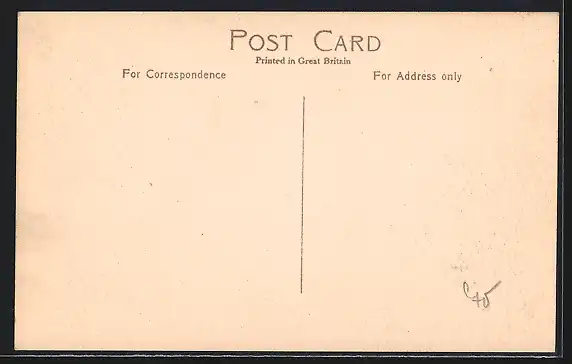 POST CARD
Printed in Great Britain
For Correspondence
For Address only